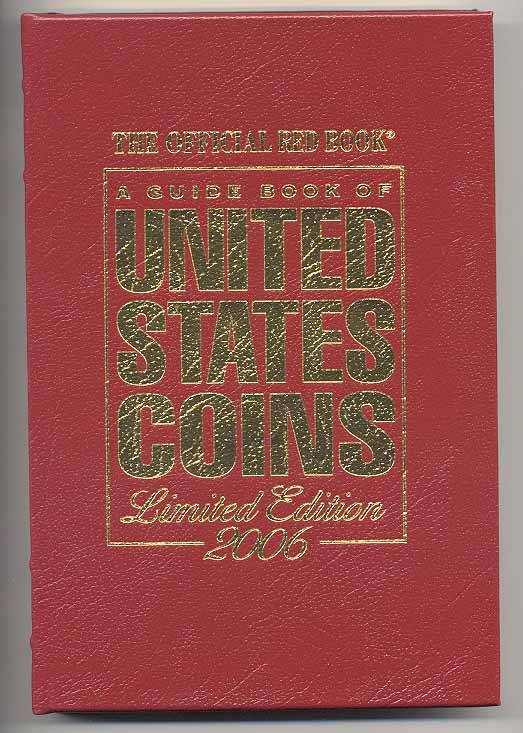 THE OFFICIAL RED BOOK®
A GUIDE BOOK OF
UNITED
STATES
COINS
Limited Edition
2006